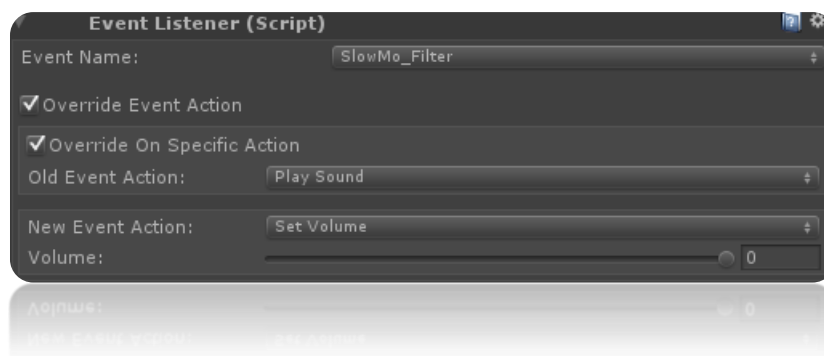 Event Listener (Script)
Event Name: SlowMo_Filter
Override Event Action
Override On Specific Action
Old Event Action: Play Sound
New Event Action: Set Volume
Volume: 0